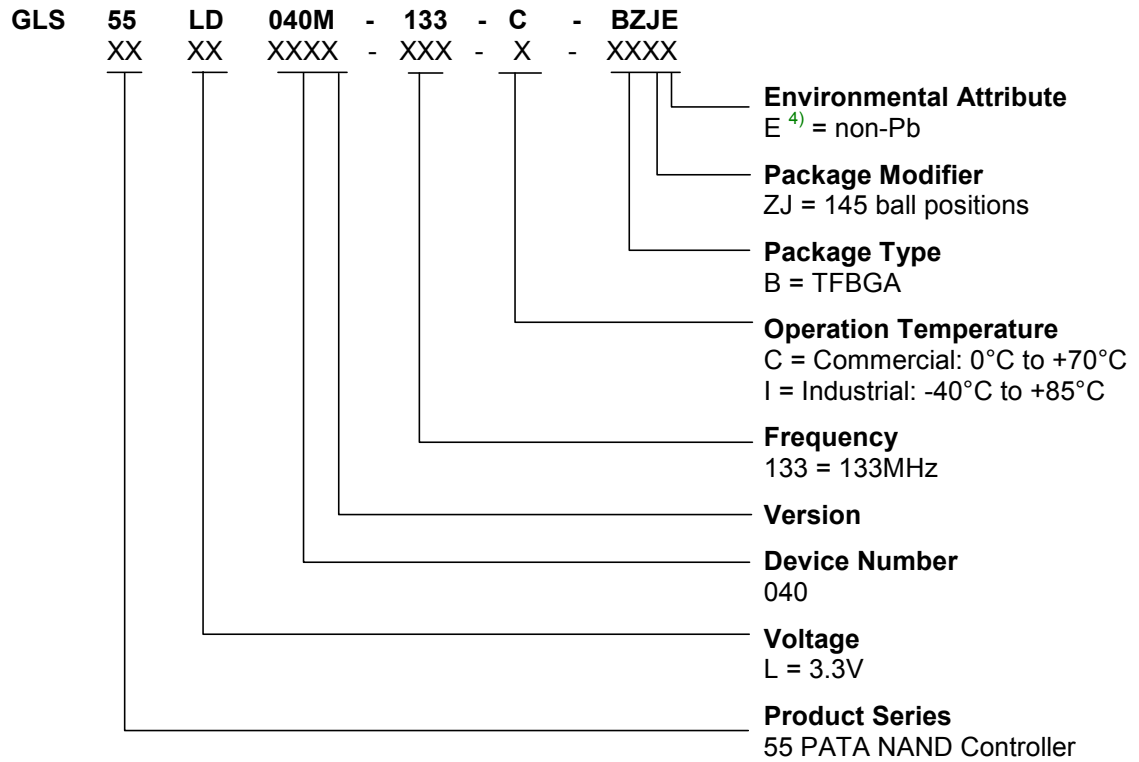 GLS 55 LD 040M - 133 - C - BZJE
XX XX XXXX - XXX - X - XXXX
Environmental Attribute
E 4) = non-Pb
Package Modifier
ZJ = 145 ball positions
Package Type
B = TFBGA
Operation Temperature
C = Commercial: 0°C to +70°C
I = Industrial: -40°C to +85°C
Frequency
133 = 133MHz
Version
Device Number
040
Voltage
L = 3.3V
Product Series
55 PATA NAND Controller